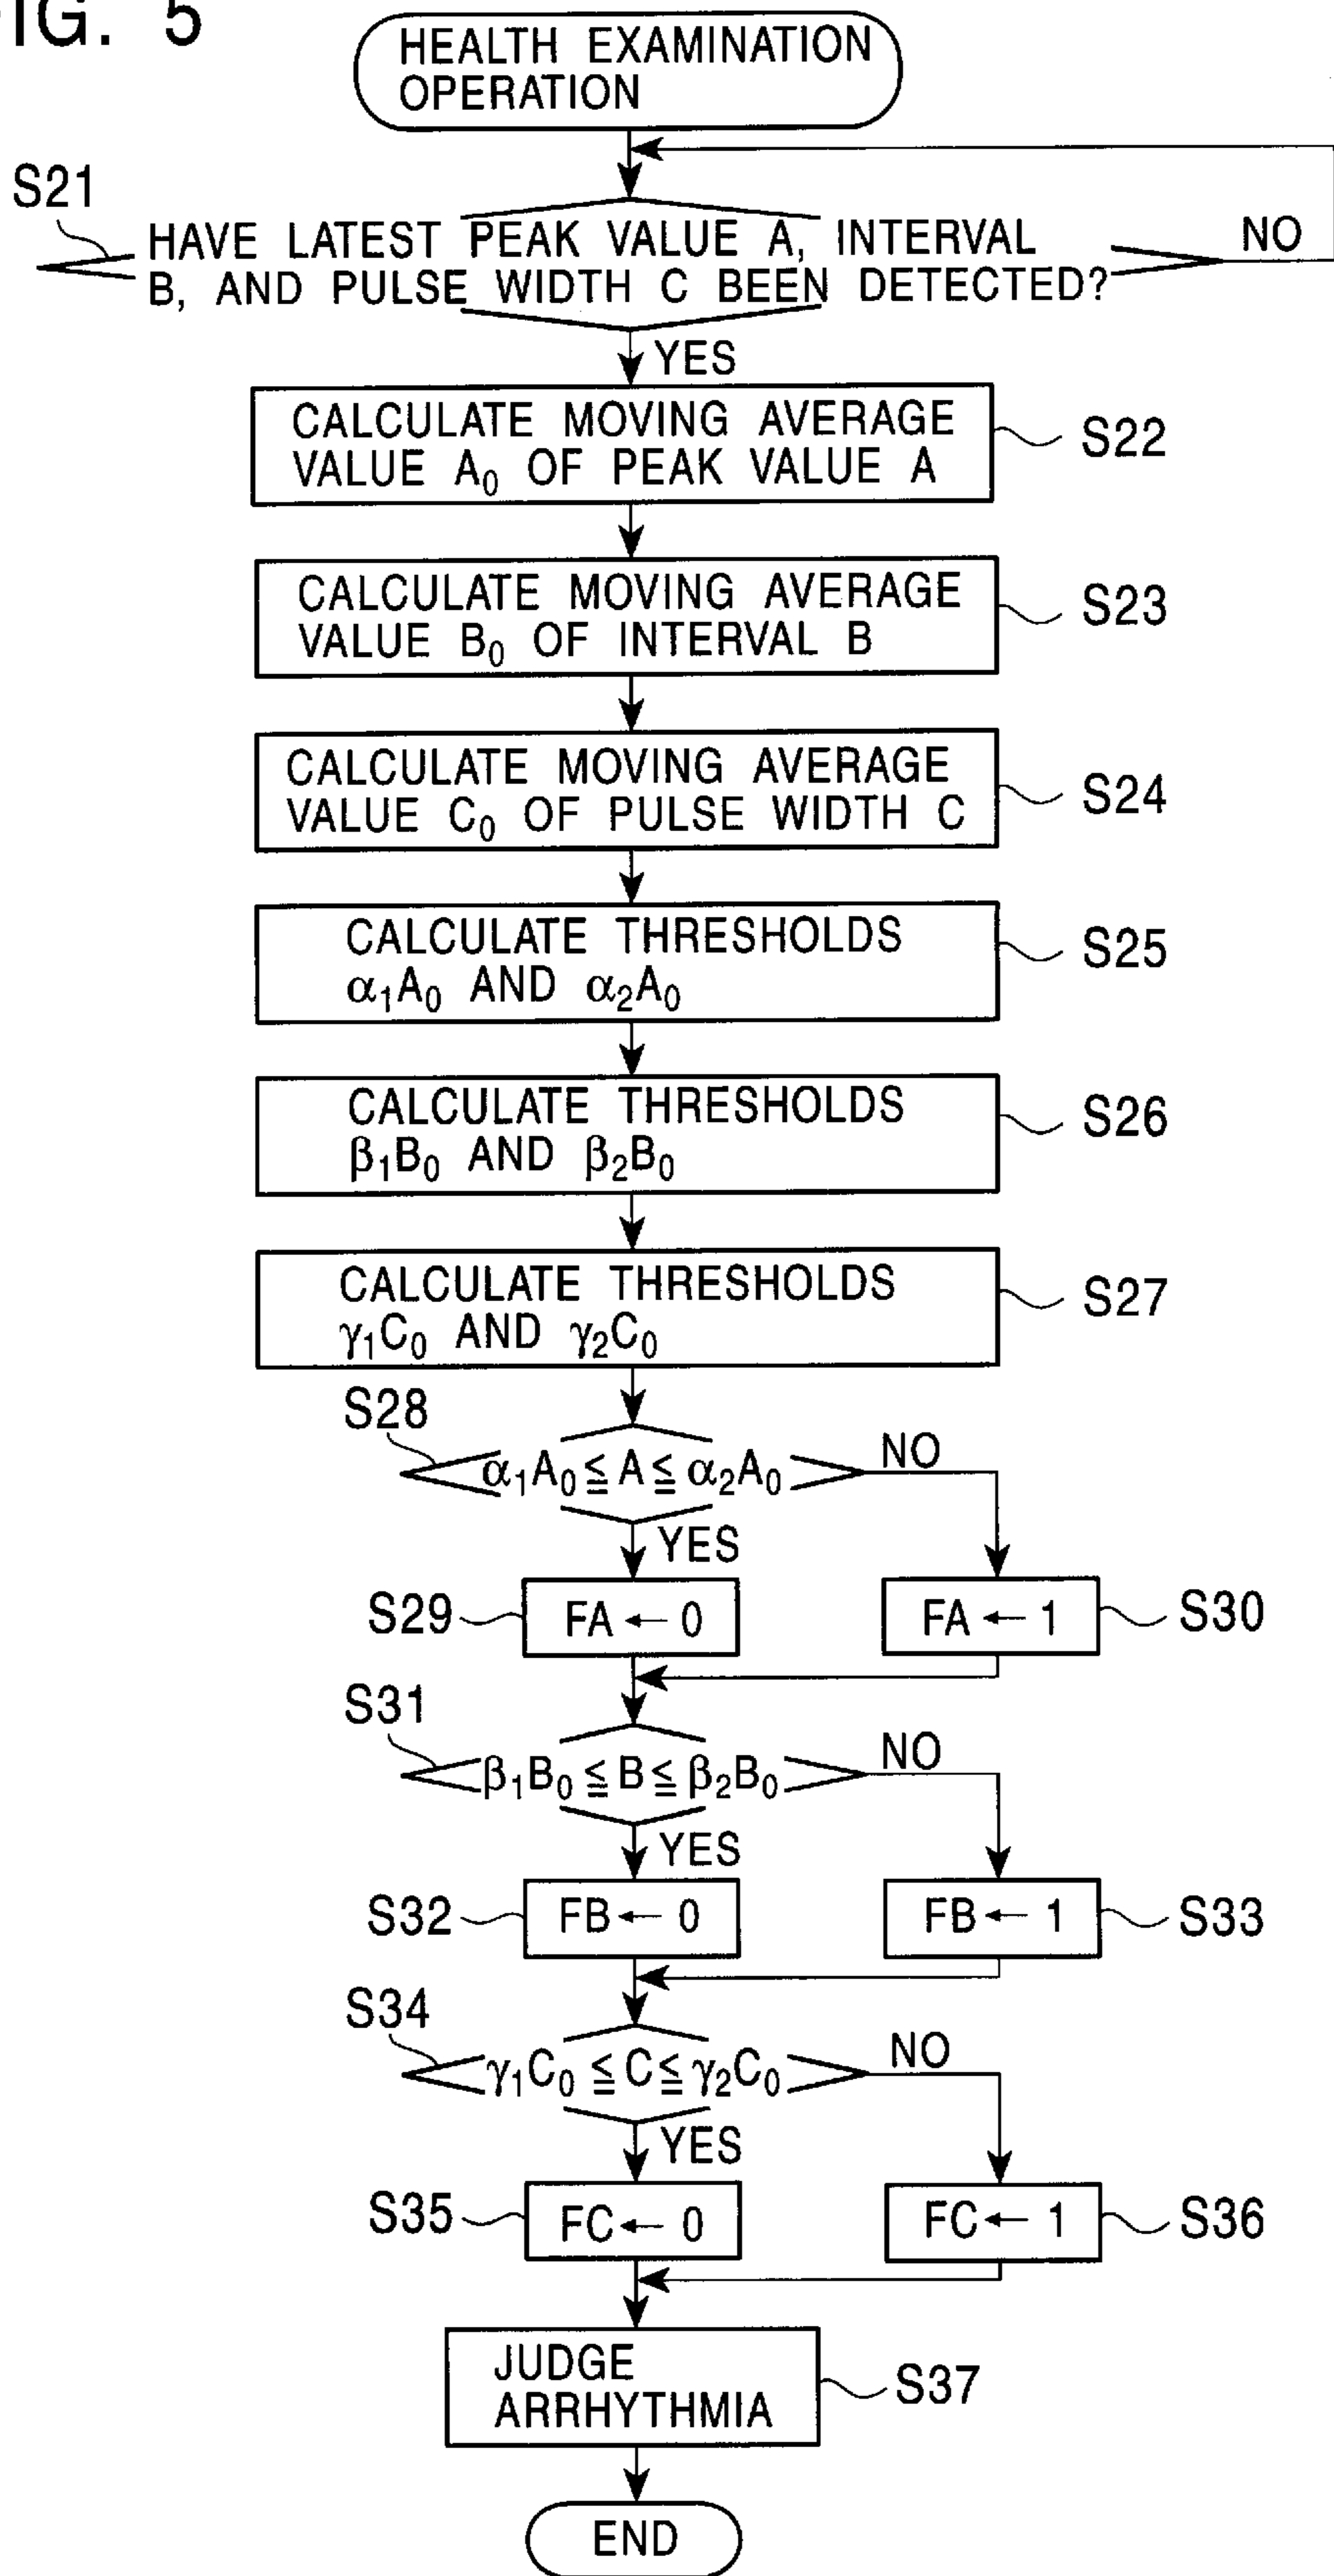 FIG. 5
HEALTH EXAMINATION
OPERATION
S21
HAVE LATEST PEAK VALUE A, INTERVAL
B, AND PULSE WIDTH C BEEN DETECTED?
NO
YES
CALCULATE MOVING AVERAGE
VALUE A₀ OF PEAK VALUE A
S22
CALCULATE MOVING AVERAGE
VALUE B₀ OF INTERVAL B
S23
CALCULATE MOVING AVERAGE
VALUE C₀ OF PULSE WIDTH C
S24
CALCULATE THRESHOLDS
α₁A₀ AND α₂A₀
S25
CALCULATE THRESHOLDS
β₁B₀ AND β₂B₀
S26
CALCULATE THRESHOLDS
γ₁C₀ AND γ₂C₀
S27
S28
α₁A₀ ≦ A ≦ α₂A₀
NO
YES
S29
FA ← 0
FA ← 1
S30
S31
β₁B₀ ≦ B ≦ β₂B₀
NO
YES
S32
FB ← 0
FB ← 1
S33
S34
γ₁C₀ ≦ C ≦ γ₂C₀
NO
YES
S35
FC ← 0
FC ← 1
S36
JUDGE
ARRHYTHMIA
S37
END